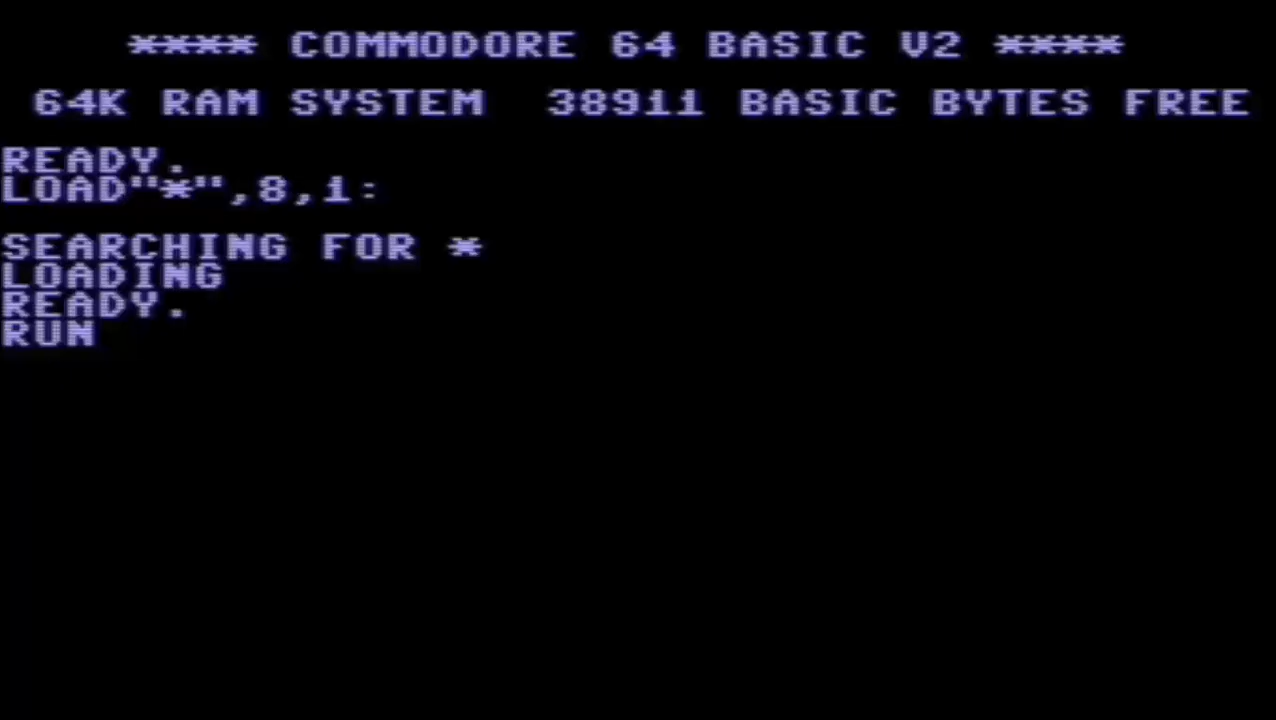 **** COMMODORE 64 BASIC V2 ****
64K RAM SYSTEM  38911 BASIC BYTES FREE
READY.
LOAD"*",8,1:
SEARCHING FOR *
LOADING
READY.
RUN